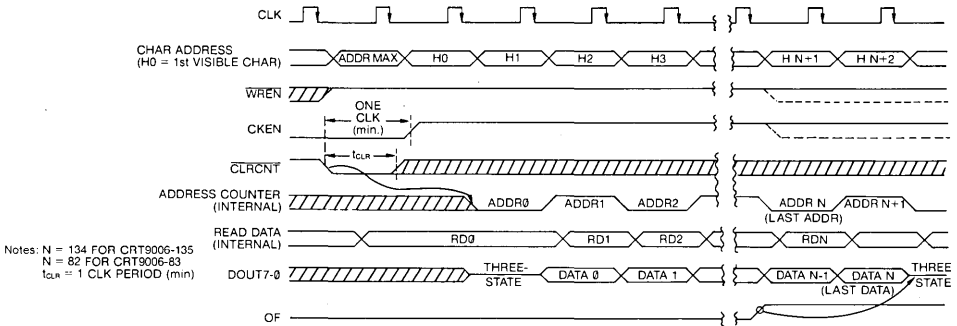 CLK
CHAR ADDRESS
(H0 = 1st VISIBLE CHAR)
ADDR MAX H0 H1 H2 H3 H N+1 H N+2
WREN
ONE
CLK
(min.)
CKEN
tCLR
CLRCNT
ADDRESS COUNTER
(INTERNAL)
ADDR0 ADDR1 ADDR2 ADDR N ADDR N+1
(LAST ADDR)
READ DATA
(INTERNAL)
RD0 RD1 RD2 RDN
Notes: N = 134 FOR CRT9006-135
N = 82 FOR CRT9006-83
tCLR = 1 CLK PERIOD (min)
DOUT7-0
THREE-
STATE
DATA 0 DATA 1 DATA N-1 DATA N
(LAST DATA)
THREE
STATE
OF